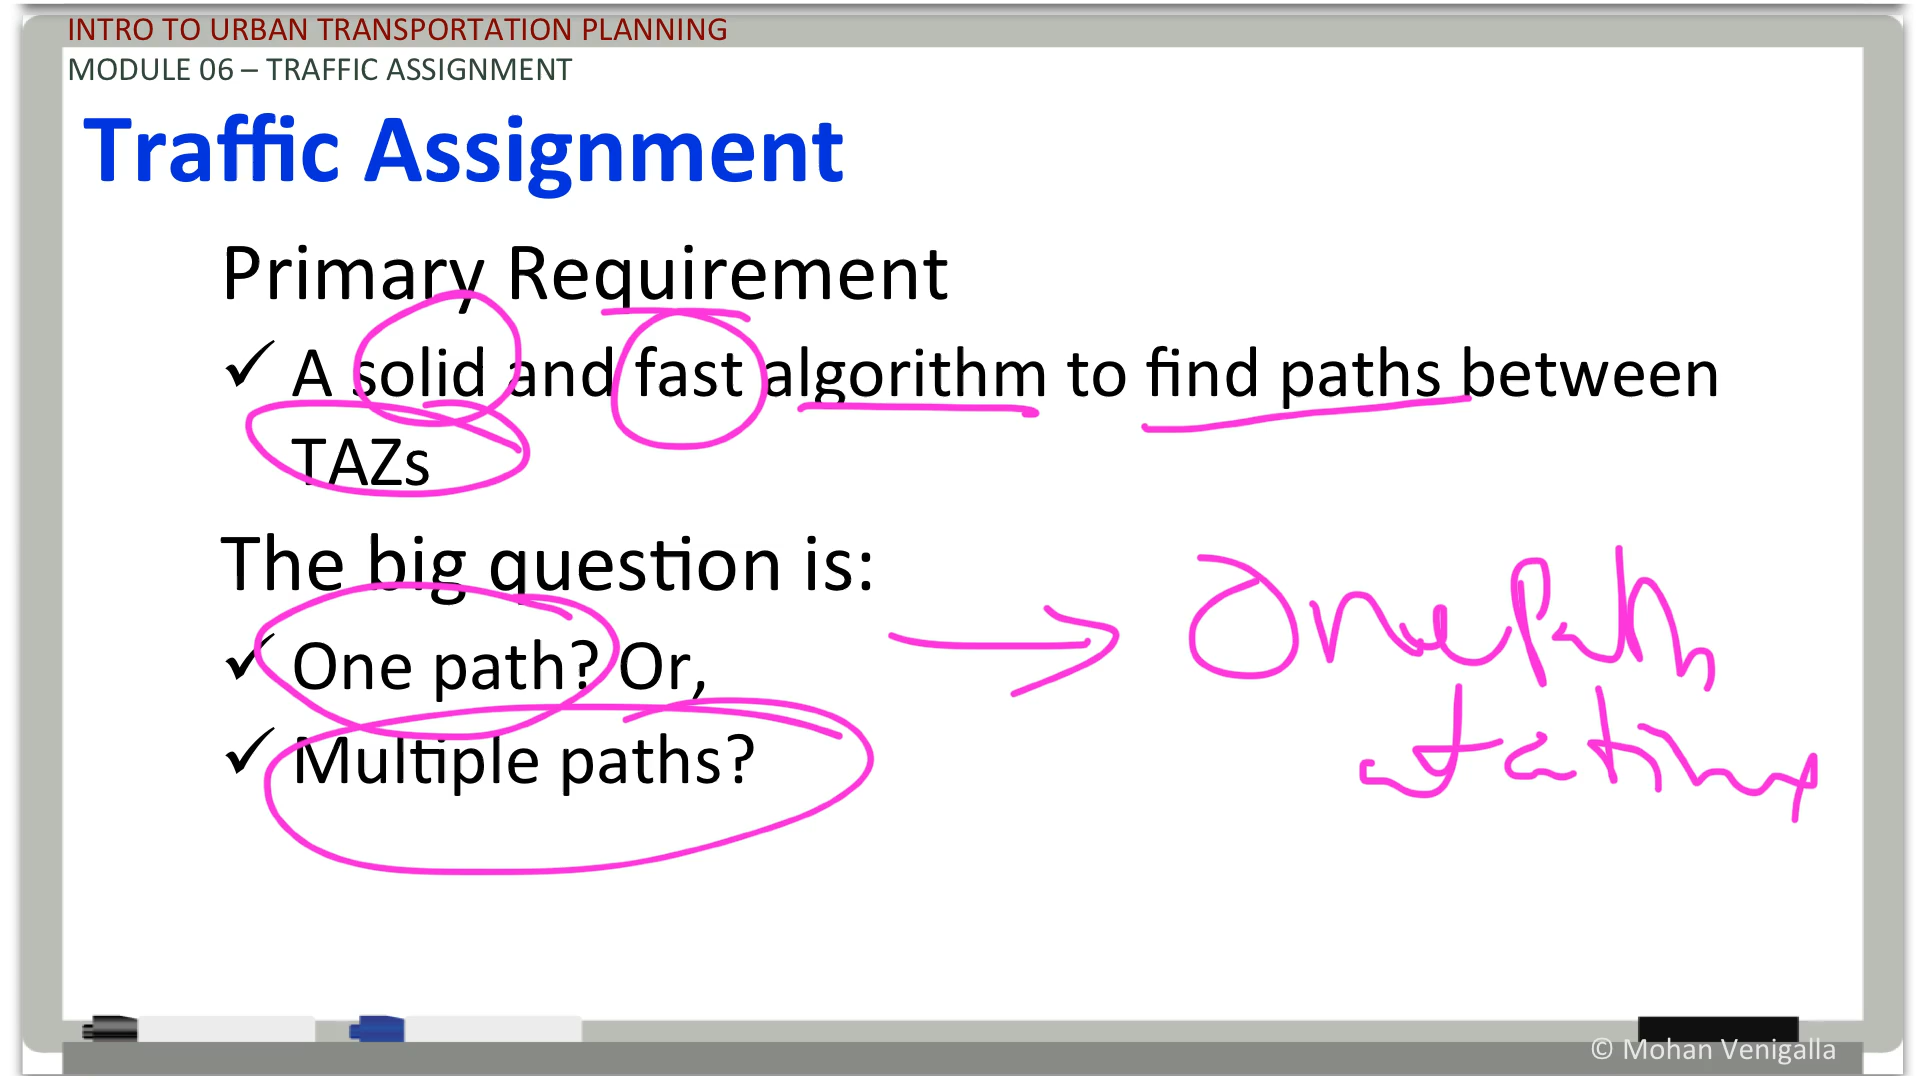 INTRO TO URBAN TRANSPORTATION PLANNING
MODULE 06 – TRAFFIC ASSIGNMENT
Traffic Assignment
Primary Requirement
✓ A solid and fast algorithm to find paths between
TAZs
The big question is:
✓ One path? Or,
✓ Multiple paths?
One Path
© Mohan Venigalla